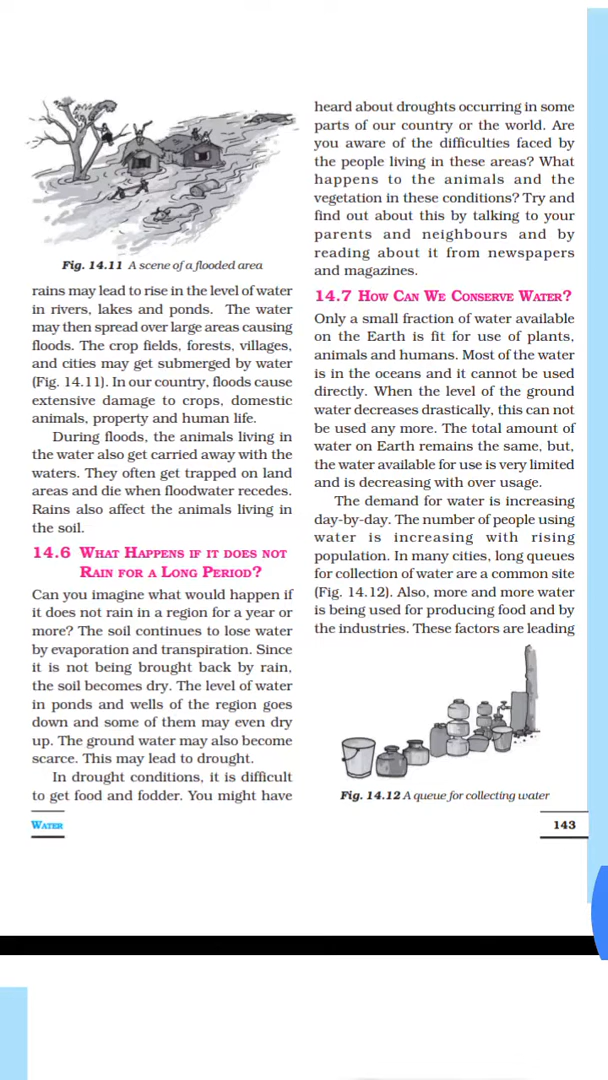 Fig. 14.11 A scene of a flooded area
rains may lead to rise in the level of water
in rivers, lakes and ponds. The water
may then spread over large areas causing
floods. The crop fields, forests, villages,
and cities may get submerged by water
(Fig. 14.11). In our country, floods cause
extensive damage to crops, domestic
animals, property and human life.
During floods, the animals living in
the water also get carried away with the
waters. They often get trapped on land
areas and die when floodwater recedes.
Rains also affect the animals living in
the soil.
14.6 WHAT HAPPENS IF IT DOES NOT
RAIN FOR A LONG PERIOD?
Can you imagine what would happen if
it does not rain in a region for a year or
more? The soil continues to lose water
by evaporation and transpiration. Since
it is not being brought back by rain,
the soil becomes dry. The level of water
in ponds and wells of the region goes
down and some of them may even dry
up. The ground water may also become
scarce. This may lead to drought.
In drought conditions, it is difficult
to get food and fodder. You might have
heard about droughts occurring in some
parts of our country or the world. Are
you aware of the difficulties faced by
the people living in these areas? What
happens to the animals and the
vegetation in these conditions? Try and
find out about this by talking to your
parents and neighbours and by
reading about it from newspapers
and magazines.
14.7 HOW CAN WE CONSERVE WATER?
Only a small fraction of water available
on the Earth is fit for use of plants,
animals and humans. Most of the water
is in the oceans and it cannot be used
directly. When the level of the ground
water decreases drastically, this can not
be used any more. The total amount of
water on Earth remains the same, but,
the water available for use is very limited
and is decreasing with over usage.
The demand for water is increasing
day-by-day. The number of people using
water is increasing with rising
population. In many cities, long queues
for collection of water are a common site
(Fig. 14.12). Also, more and more water
is being used for producing food and by
the industries. These factors are leading
Fig. 14.12 A queue for collecting water
WATER
143